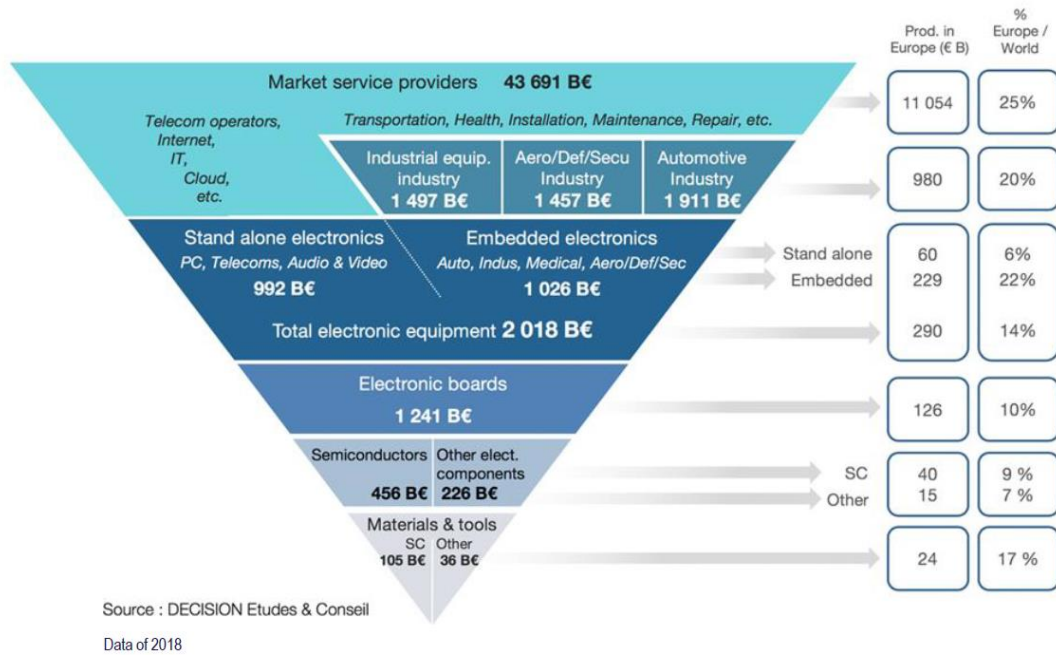 Prod. in
Europe (€ B)
%
Europe /
World
Market service providers 43 691 B€
11 054
25%
Telecom operators,
Internet,
IT,
Cloud,
etc.
Transportation, Health, Installation, Maintenance, Repair, etc.
Industrial equip.
industry
1 497 B€
Aero/Def/Secu
Industry
1 457 B€
Automotive
Industry
1 911 B€
980
20%
Stand alone electronics
PC, Telecoms, Audio & Video
992 B€
Embedded electronics
Auto, Indus, Medical, Aero/Def/Sec
1 026 B€
Stand alone
60
6%
Embedded
229
22%
Total electronic equipment 2 018 B€
290
14%
Electronic boards
1 241 B€
126
10%
Semiconductors
456 B€
Other elect.
components
226 B€
SC
40
9 %
Other
15
7 %
Materials & tools
SC
105 B€
Other
36 B€
24
17 %
Source : DECISION Etudes & Conseil
Data of 2018